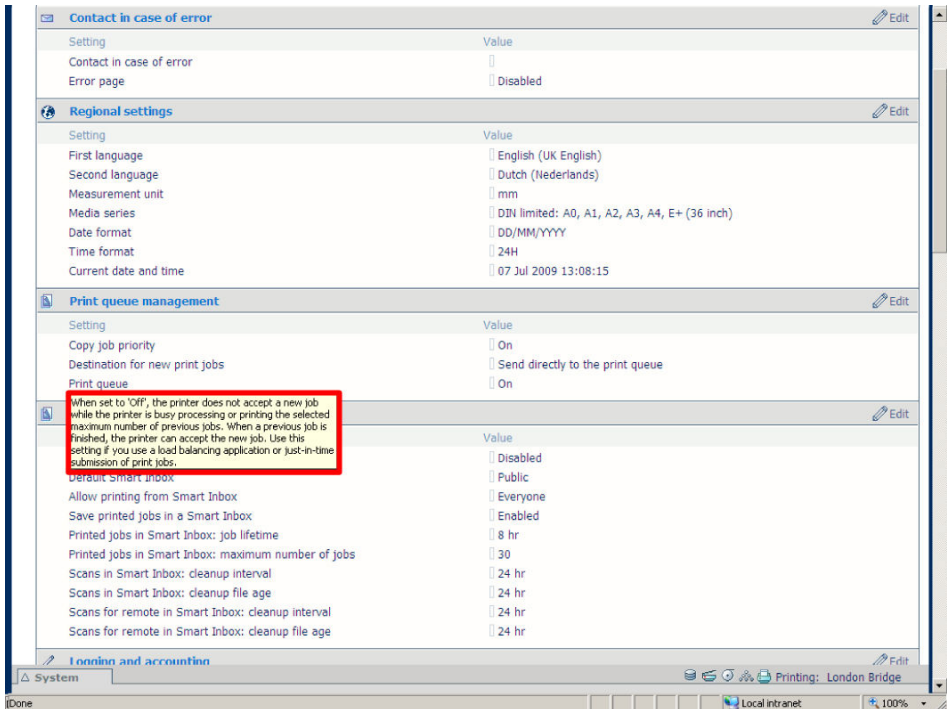 Contact in case of error Edit
Setting Value
Contact in case of error
Error page Disabled
Regional settings Edit
Setting Value
First language English (UK English)
Second language Dutch (Nederlands)
Measurement unit mm
Media series DIN limited: A0, A1, A2, A3, A4, E+ (36 inch)
Date format DD/MM/YYYY
Time format 24H
Current date and time 07 Jul 2009 13:08:15
Print queue management Edit
Setting Value
Copy job priority On
Destination for new print jobs Send directly to the print queue
Print queue On
When set to 'Off', the printer does not accept a new job
while the printer is busy processing or printing the selected
maximum number of previous jobs. When a previous job is
finished, the printer can accept the new job. Use this
setting if you use a load balancing application or just-in-time
submission of print jobs.
Edit
Value
Disabled
Default Smart Inbox Public
Allow printing from Smart Inbox Everyone
Save printed jobs in a Smart Inbox Enabled
Printed jobs in Smart Inbox: job lifetime 8 hr
Printed jobs in Smart Inbox: maximum number of jobs 30
Scans in Smart Inbox: cleanup interval 24 hr
Scans in Smart Inbox: cleanup file age 24 hr
Scans for remote in Smart Inbox: cleanup interval 24 hr
Scans for remote in Smart Inbox: cleanup file age 24 hr
Logging and accounting Edit
System Printing: London Bridge
Done Local intranet 100%